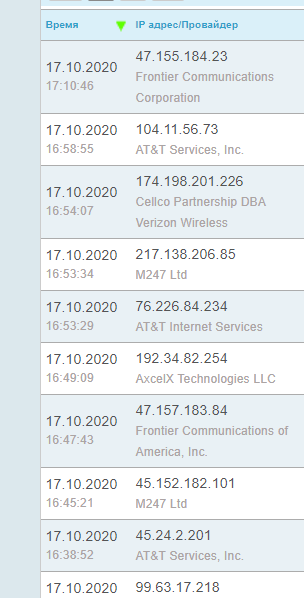 Время IP адрес/Провайдер
17.10.2020 47.155.184.23
17:10:46 Frontier Communications
Corporation
17.10.2020 104.11.56.73
16:58:55 AT&T Services, Inc.
17.10.2020 174.198.201.226
16:54:07 Cellco Partnership DBA
Verizon Wireless
17.10.2020 217.138.206.85
16:53:34 M247 Ltd
17.10.2020 76.226.84.234
16:53:29 AT&T Internet Services
17.10.2020 192.34.82.254
16:49:09 AxcelX Technologies LLC
17.10.2020 47.157.183.84
16:47:43 Frontier Communications of
America, Inc.
17.10.2020 45.152.182.101
16:45:21 M247 Ltd
17.10.2020 45.24.2.201
16:38:52 AT&T Services, Inc.
17.10.2020 99.63.17.218